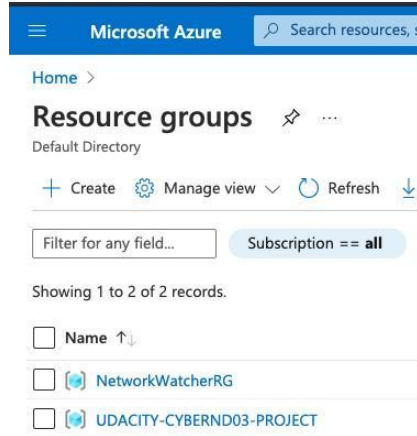 Microsoft Azure
Search resources,
Home >
Resource groups
Default Directory
+ Create Manage view Refresh
Filter for any field...
Subscription == all
Showing 1 to 2 of 2 records.
Name ↑↓
NetworkWatcherRG
UDACITY-CYBERND03-PROJECT